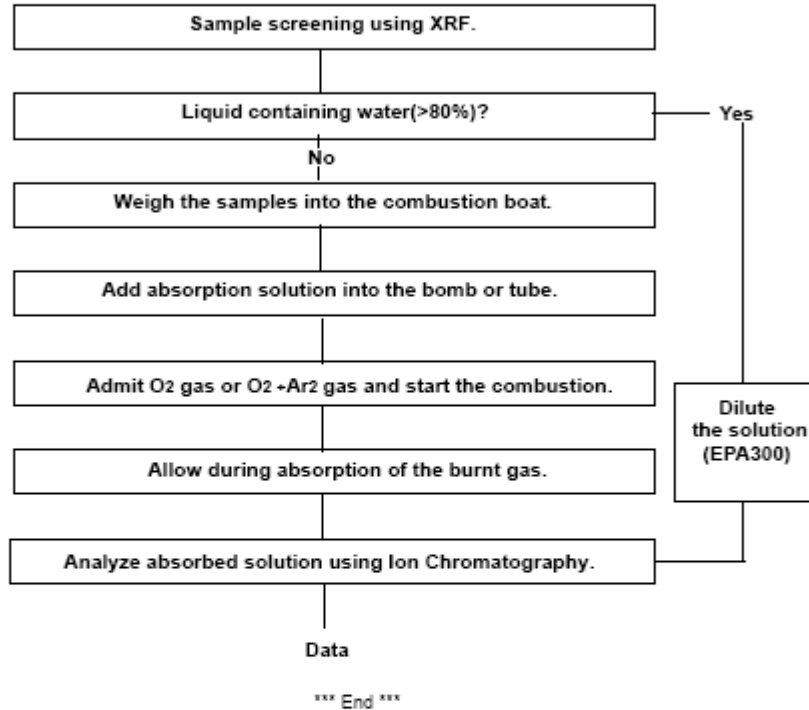 Sample screening using XRF.
Liquid containing water(>80%)?
Yes
No
Weigh the samples into the combustion boat.
Add absorption solution into the bomb or tube.
Admit O2 gas or O2 +Ar2 gas and start the combustion.
Dilute
the solution
(EPA300)
Allow during absorption of the burnt gas.
Analyze absorbed solution using Ion Chromatography.
Data
*** End ***